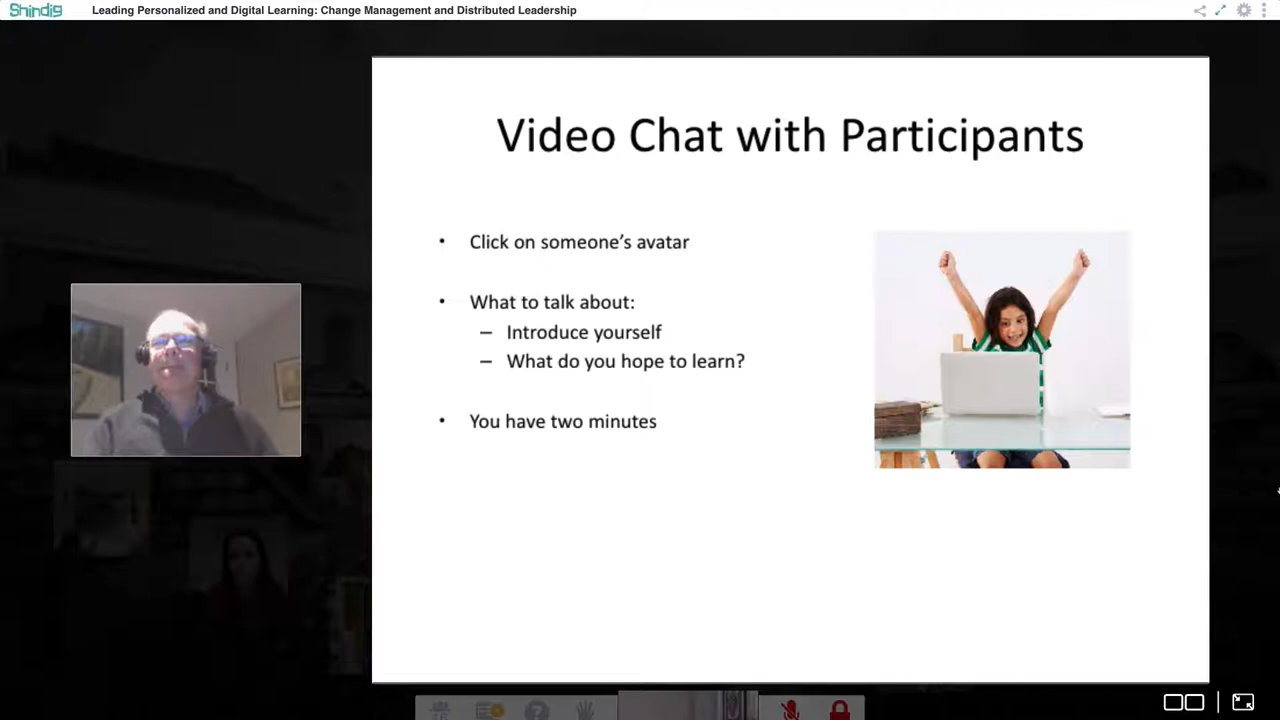 Shindig
Leading Personalized and Digital Learning: Change Management and Distributed Leadership
Video Chat with Participants
• Click on someone’s avatar
• What to talk about:
– Introduce yourself
– What do you hope to learn?
• You have two minutes